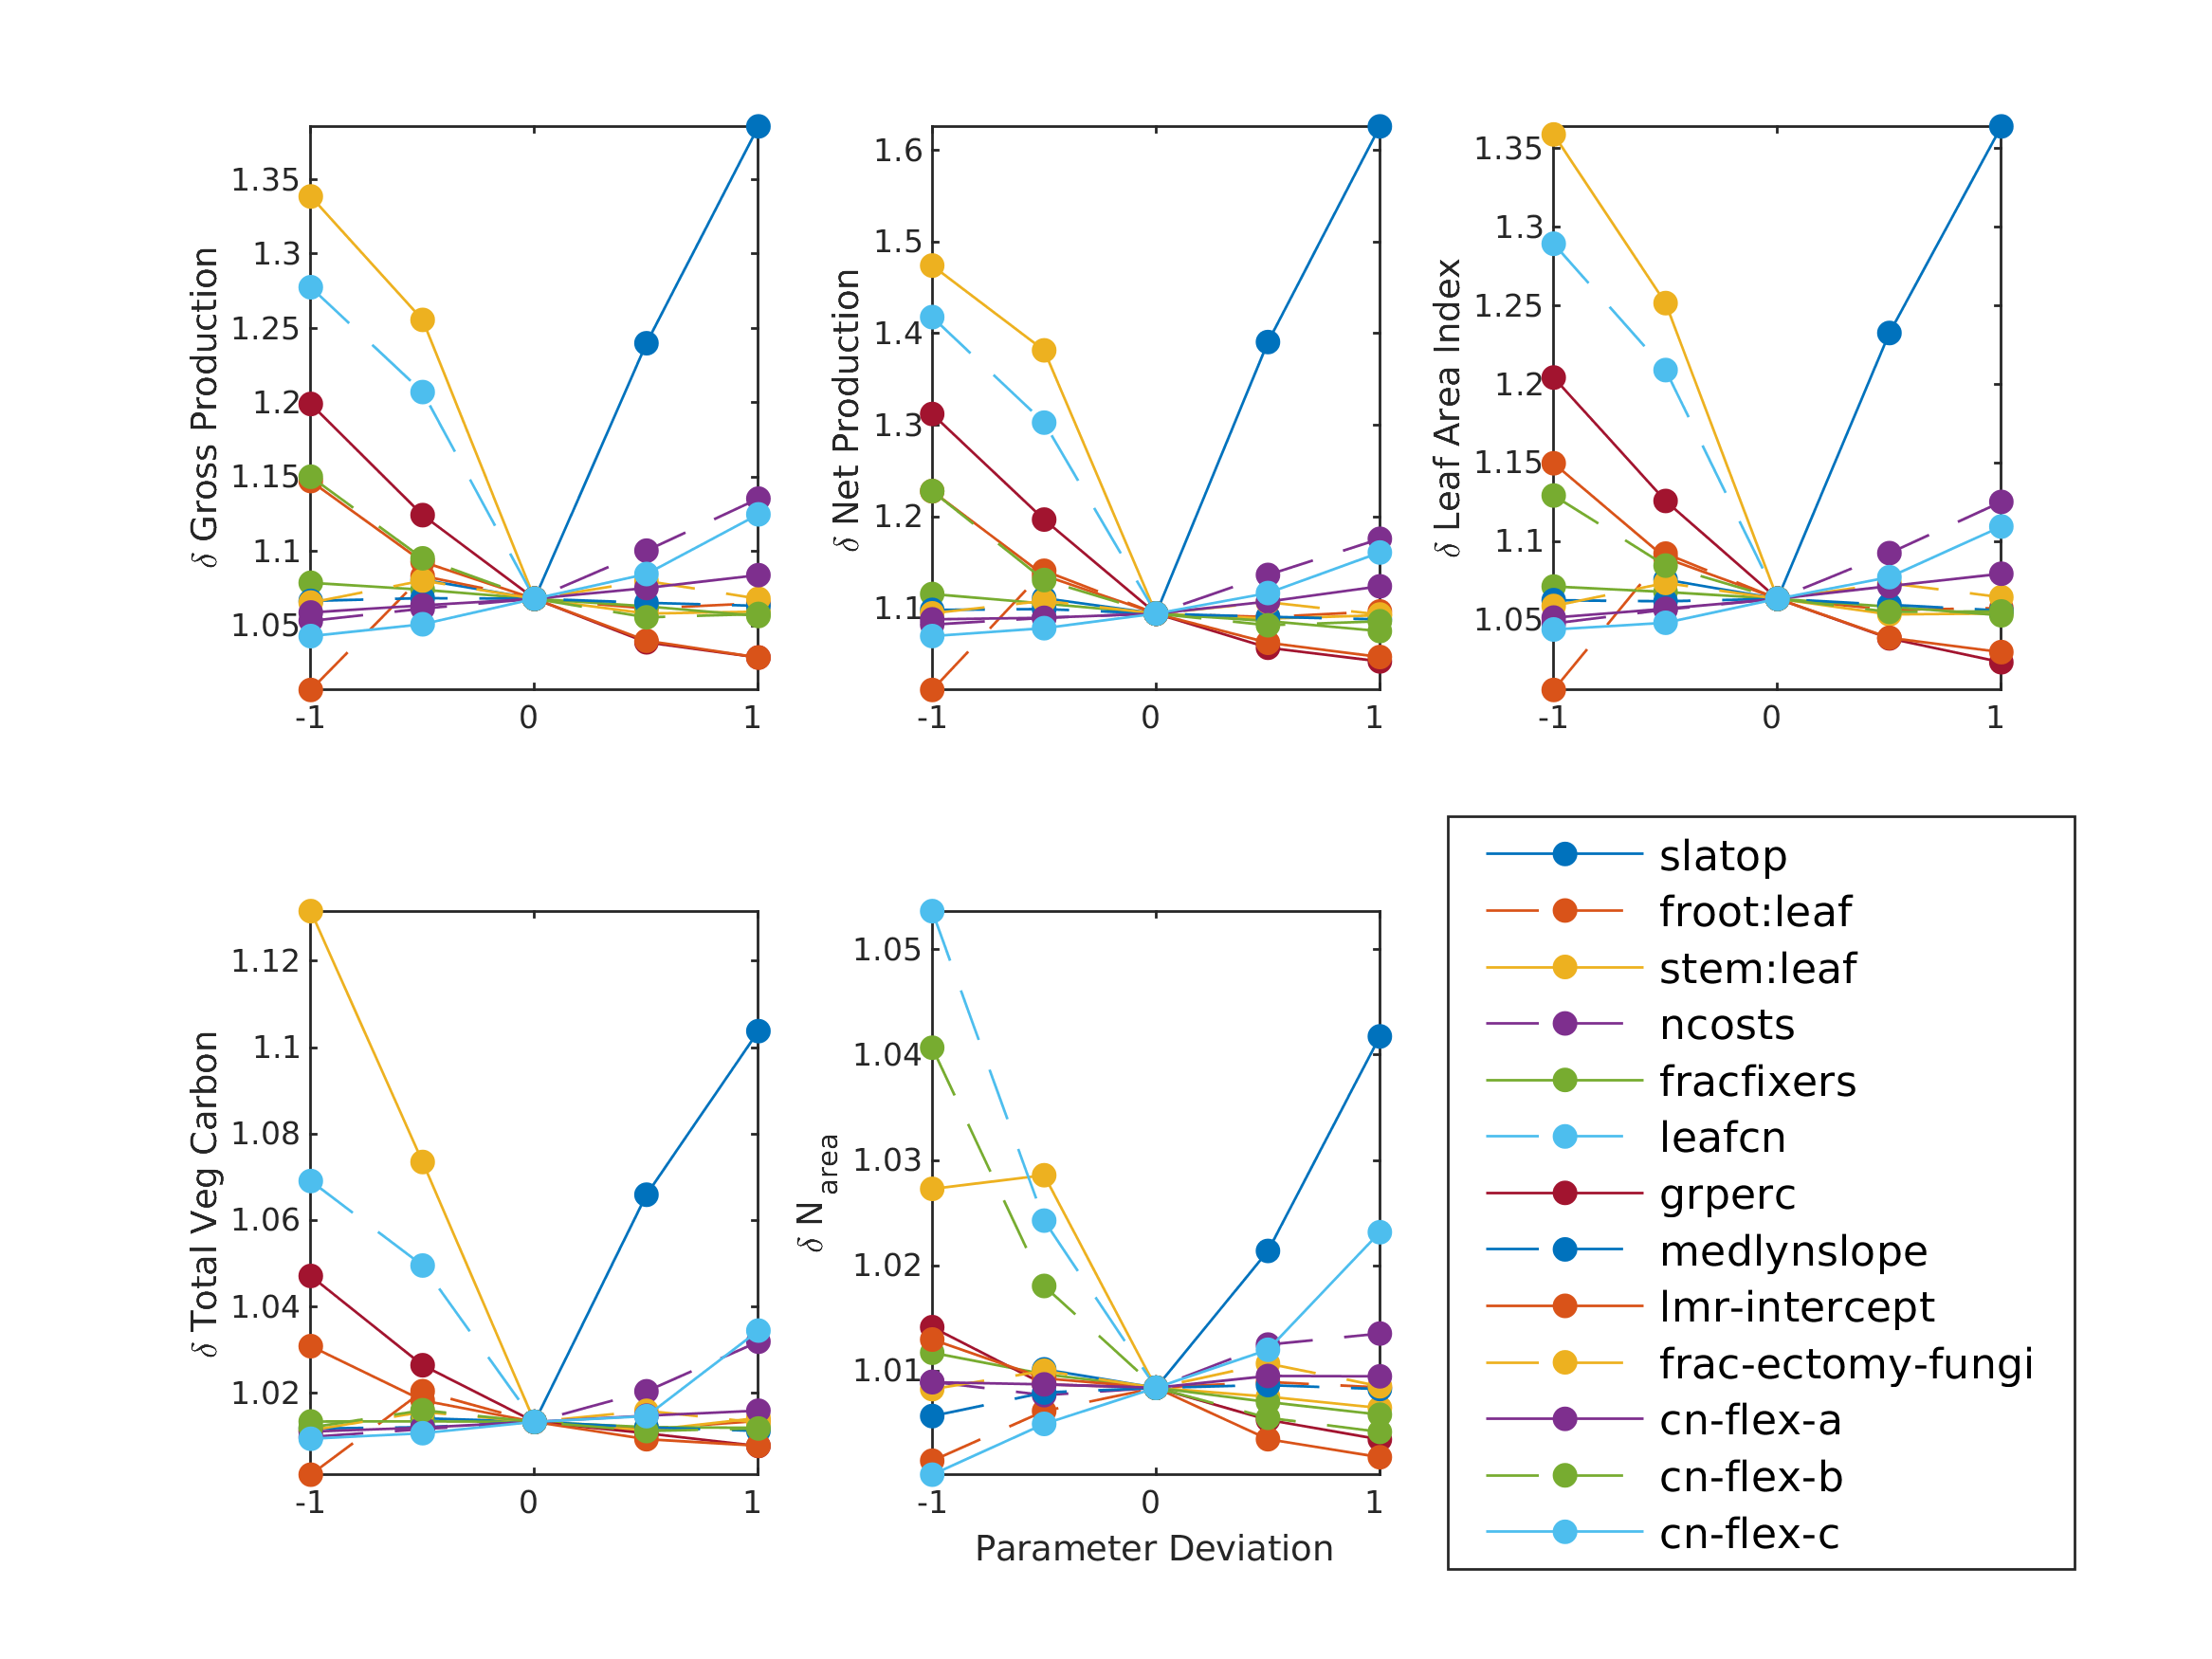 δ Gross Production
1.35
1.3
1.25
1.2
1.15
1.1
1.05
-1 0 1
δ Net Production
1.6
1.5
1.4
1.3
1.2
1.1
-1 0 1
δ Leaf Area Index
1.35
1.3
1.25
1.2
1.15
1.1
1.05
-1 0 1
δ Total Veg Carbon
1.12
1.1
1.08
1.06
1.04
1.02
-1 0 1
δ N area
1.05
1.04
1.03
1.02
1.01
-1 0 1
Parameter Deviation
slatop
froot:leaf
stem:leaf
ncosts
fracfixers
leafcn
grperc
medlynslope
lmr-intercept
frac-ectomy-fungi
cn-flex-a
cn-flex-b
cn-flex-c